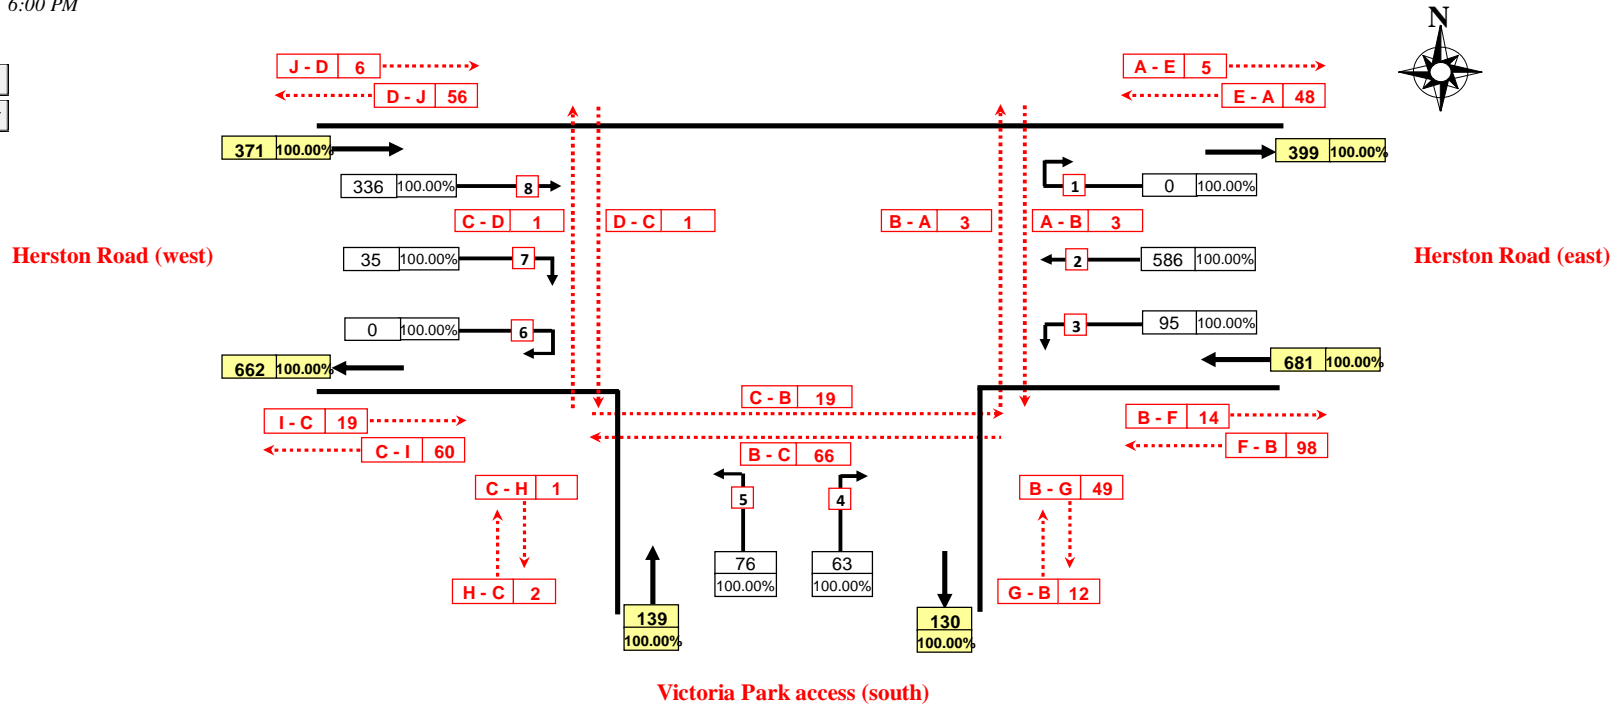 6:00 PM
N
J - D 6
A - E 5
D - J 56
E - A 48
371 100.00%
399 100.00%
336 100.00% 8
1 0 100.00%
C - D 1
D - C 1
B - A 3
A - B 3
Herston Road (west)
35 100.00% 7
2 586 100.00%
Herston Road (east)
0 100.00% 6
3 95 100.00%
662 100.00%
681 100.00%
C - B 19
I - C 19
B - F 14
C - I 60
B - C 66
F - B 98
C - H 1
5
4
B - G 49
76
100.00%
63
100.00%
H - C 2
G - B 12
139
100.00%
130
100.00%
Victoria Park access (south)